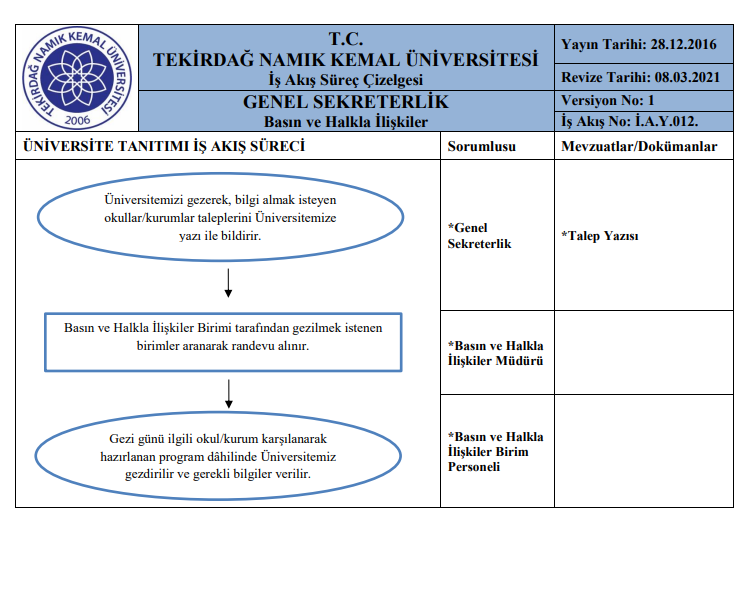 TEKİRDAĞ NAMIK KEMAL ÜNİVERSİTESİ
2006
T.C.
TEKİRDAĞ NAMIK KEMAL ÜNİVERSİTESİ
İş Akış Süreç Çizelgesi
GENEL SEKRETERLİK
Basın ve Halkla İlişkiler
Yayın Tarihi: 28.12.2016
Revize Tarihi: 08.03.2021
Versiyon No: 1
İş Akış No: İ.A.Y.012.
ÜNİVERSİTE TANITIMI İŞ AKIŞ SÜRECİ
Sorumlusu
Mevzuatlar/Dokümanlar
Üniversitemizi gezerek, bilgi almak isteyen
okullar/kurumlar taleplerini Üniversitemize
yazı ile bildirir.
*Genel
Sekreterlik
*Talep Yazısı
Basın ve Halkla İlişkiler Birimi tarafından gezilmek istenen
birimler aranarak randevu alınır.
*Basın ve Halkla
İlişkiler Müdürü
Gezi günü ilgili okul/kurum karşılanarak
hazırlanan program dâhilinde Üniversitemiz
gezdirilir ve gerekli bilgiler verilir.
*Basın ve Halkla
İlişkiler Birim
Personeli